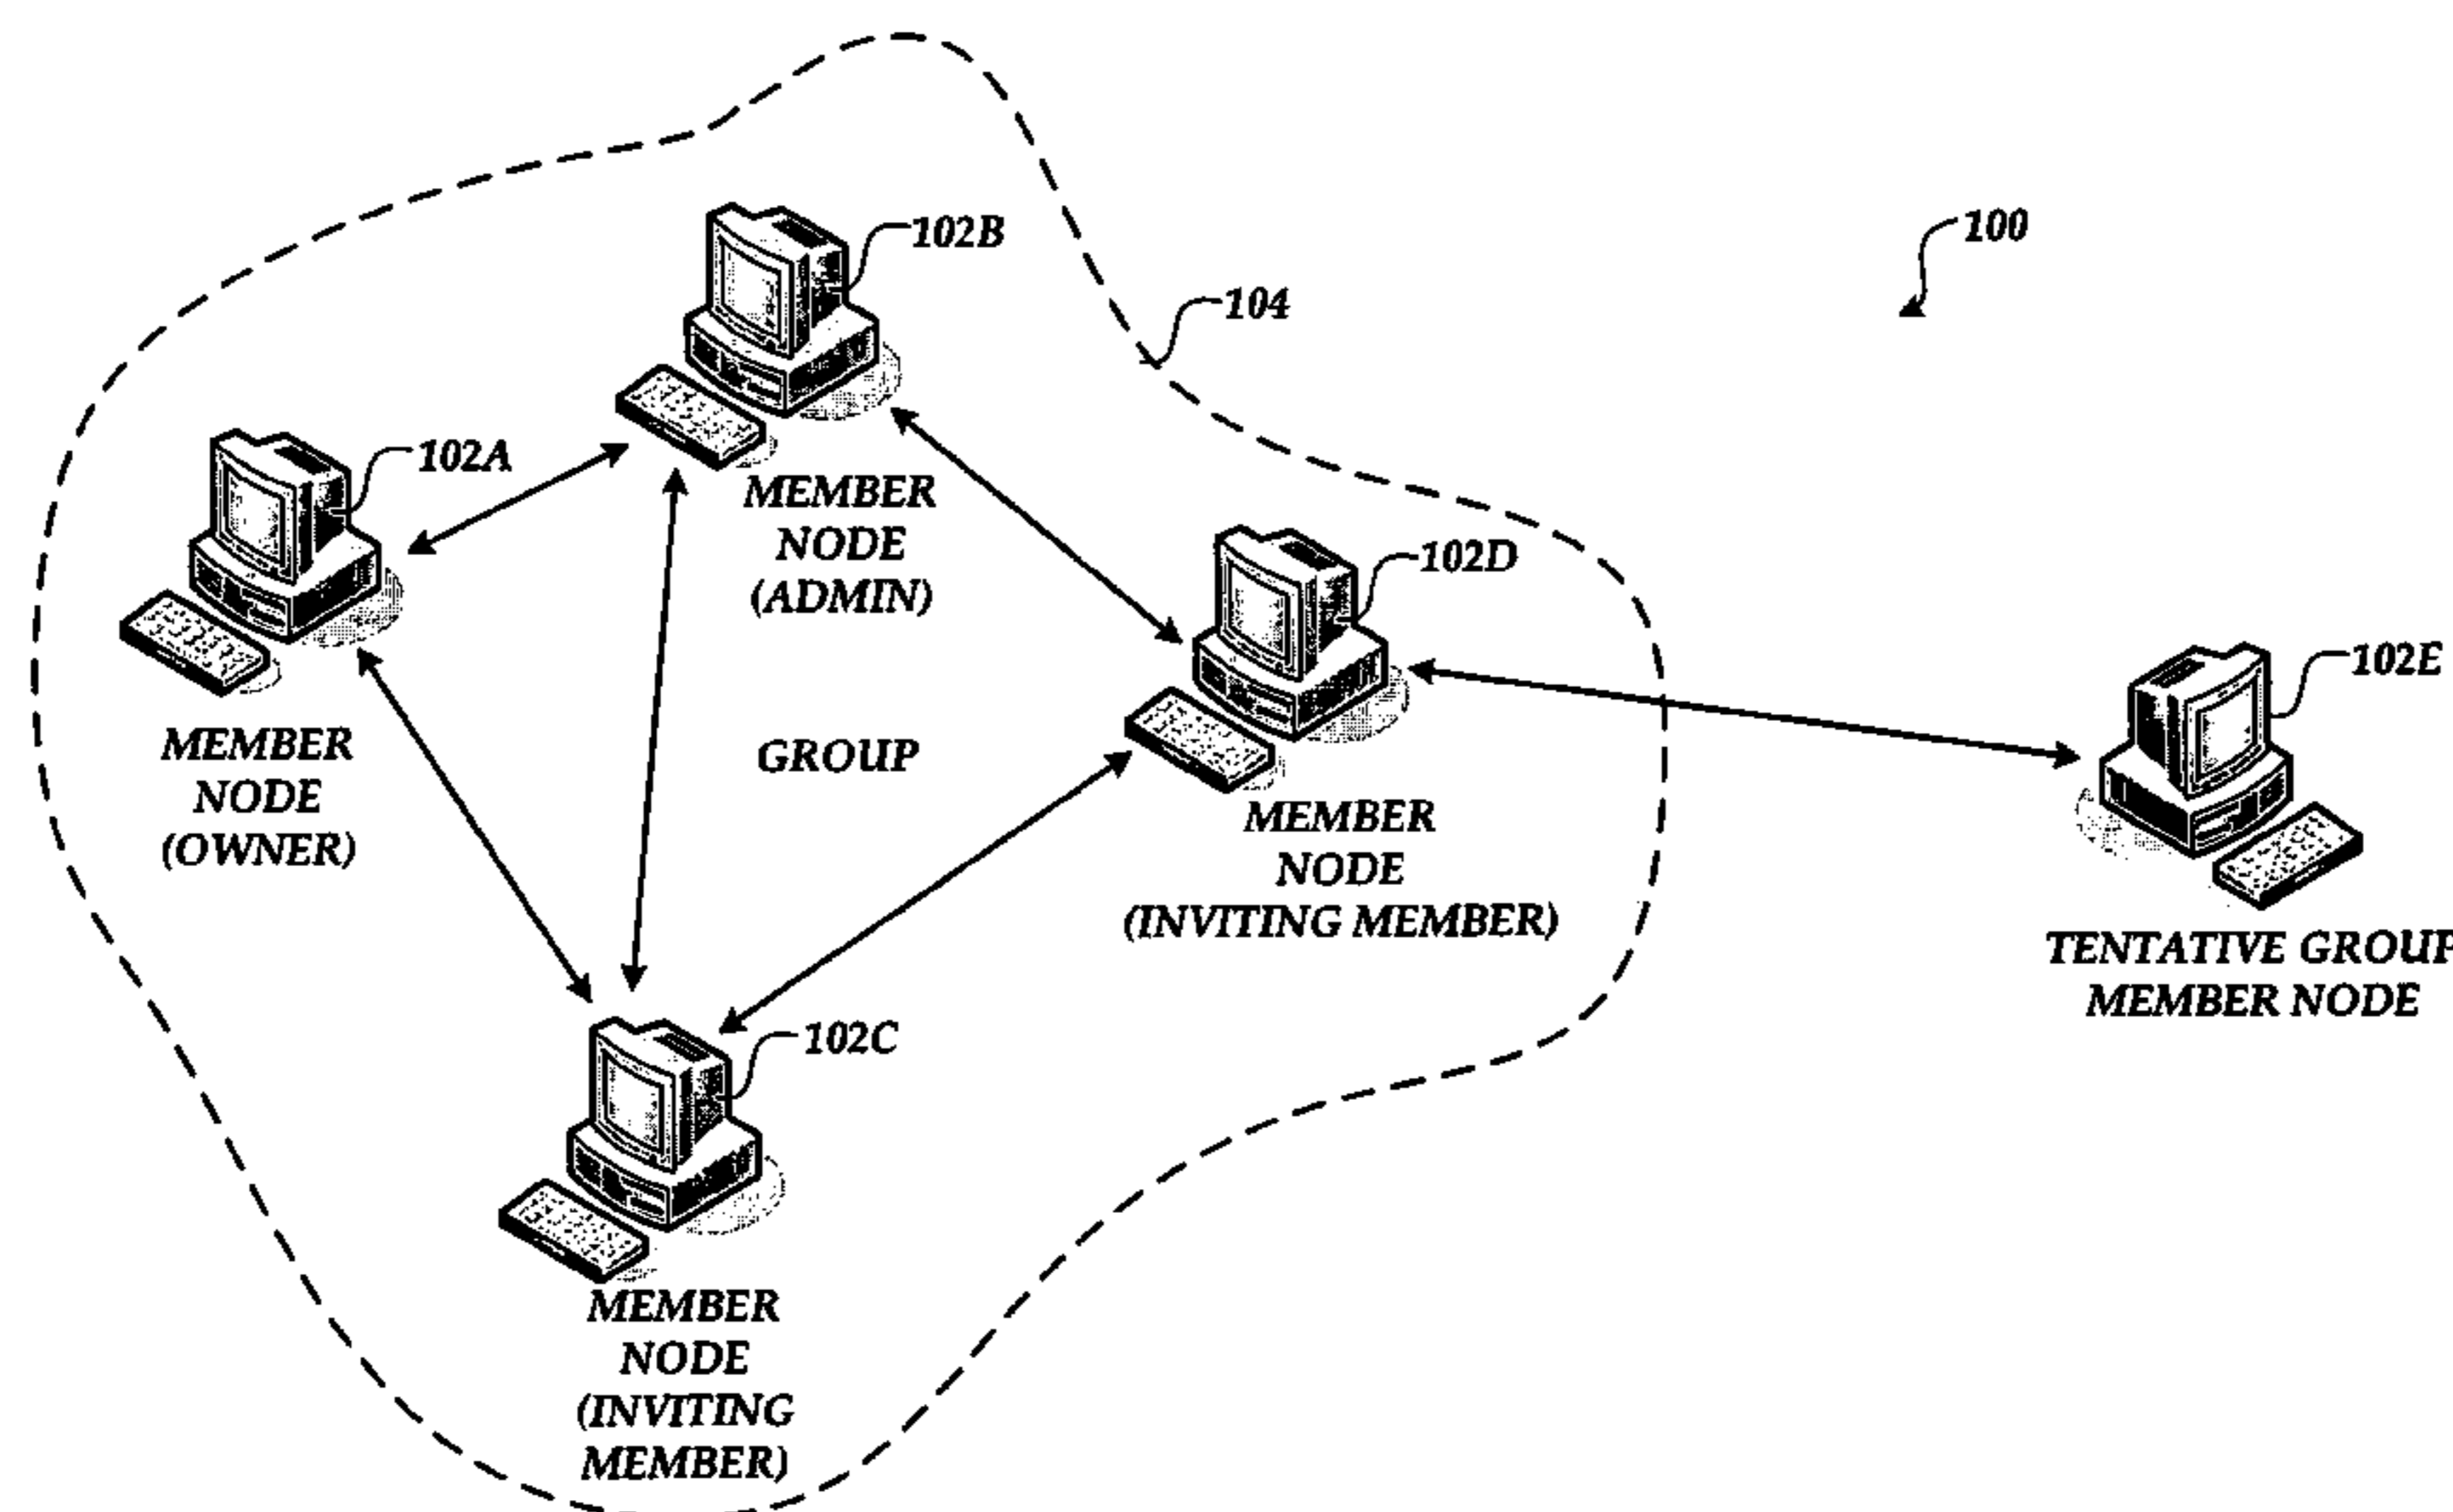 102B
100
104
102A
MEMBER
NODE
(ADMIN)
102D
102E
MEMBER
NODE
(OWNER)
GROUP
MEMBER
NODE
(INVITING MEMBER)
TENTATIVE GROUP
MEMBER NODE
102C
MEMBER
NODE
(INVITING
MEMBER)